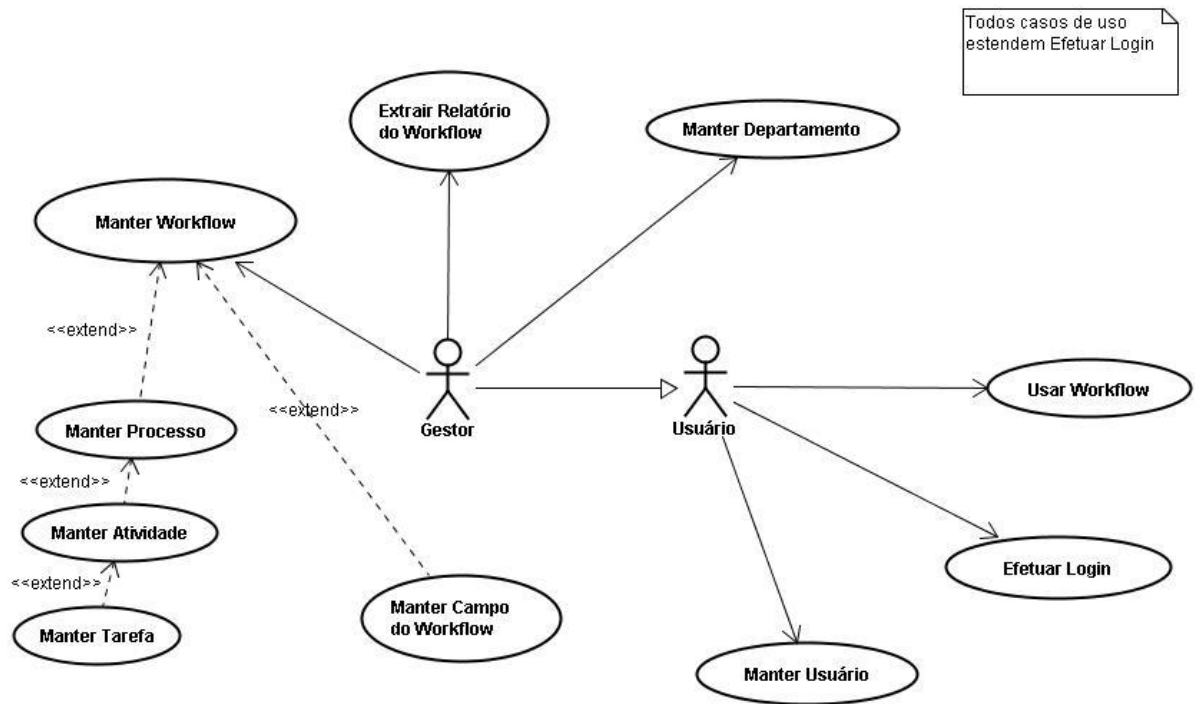 Todos casos de uso
estendem Efetuar Login
Extrair Relatório
do Workflow
Manter Departamento
Manter Workflow
<<extend>>
<<extend>>
Gestor
Usuário
Usar Workflow
Manter Processo
<<extend>>
Manter Atividade
<<extend>>
Efetuar Login
Manter Tarefa
Manter Campo
do Workflow
Manter Usuário